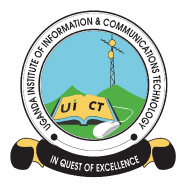 UGANDA INSTITUTE OF INFORMATION & COMMUNICATIONS TECHNOLOGY
UICT
IN QUEST OF EXCELLENCE